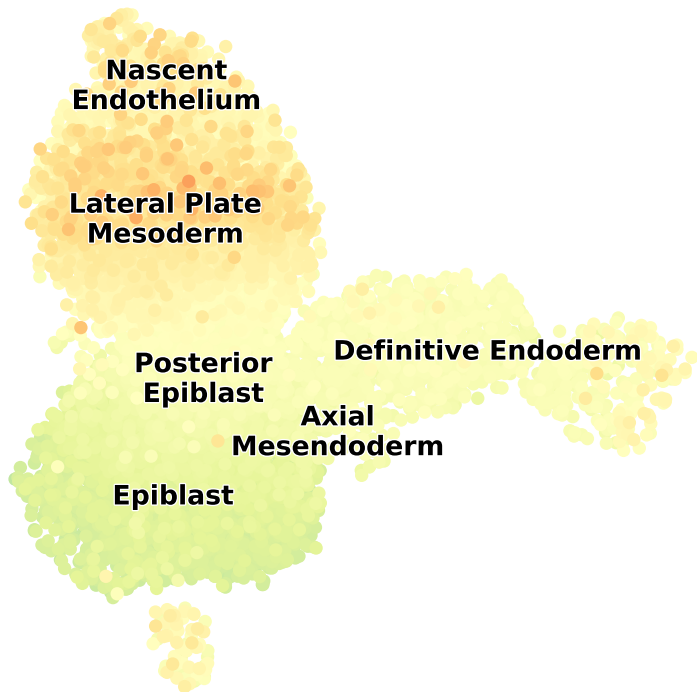 Nascent
Endothelium
Lateral Plate
Mesoderm
Definitive Endoderm
Posterior
Epiblast
Axial
Mesendoderm
Epiblast